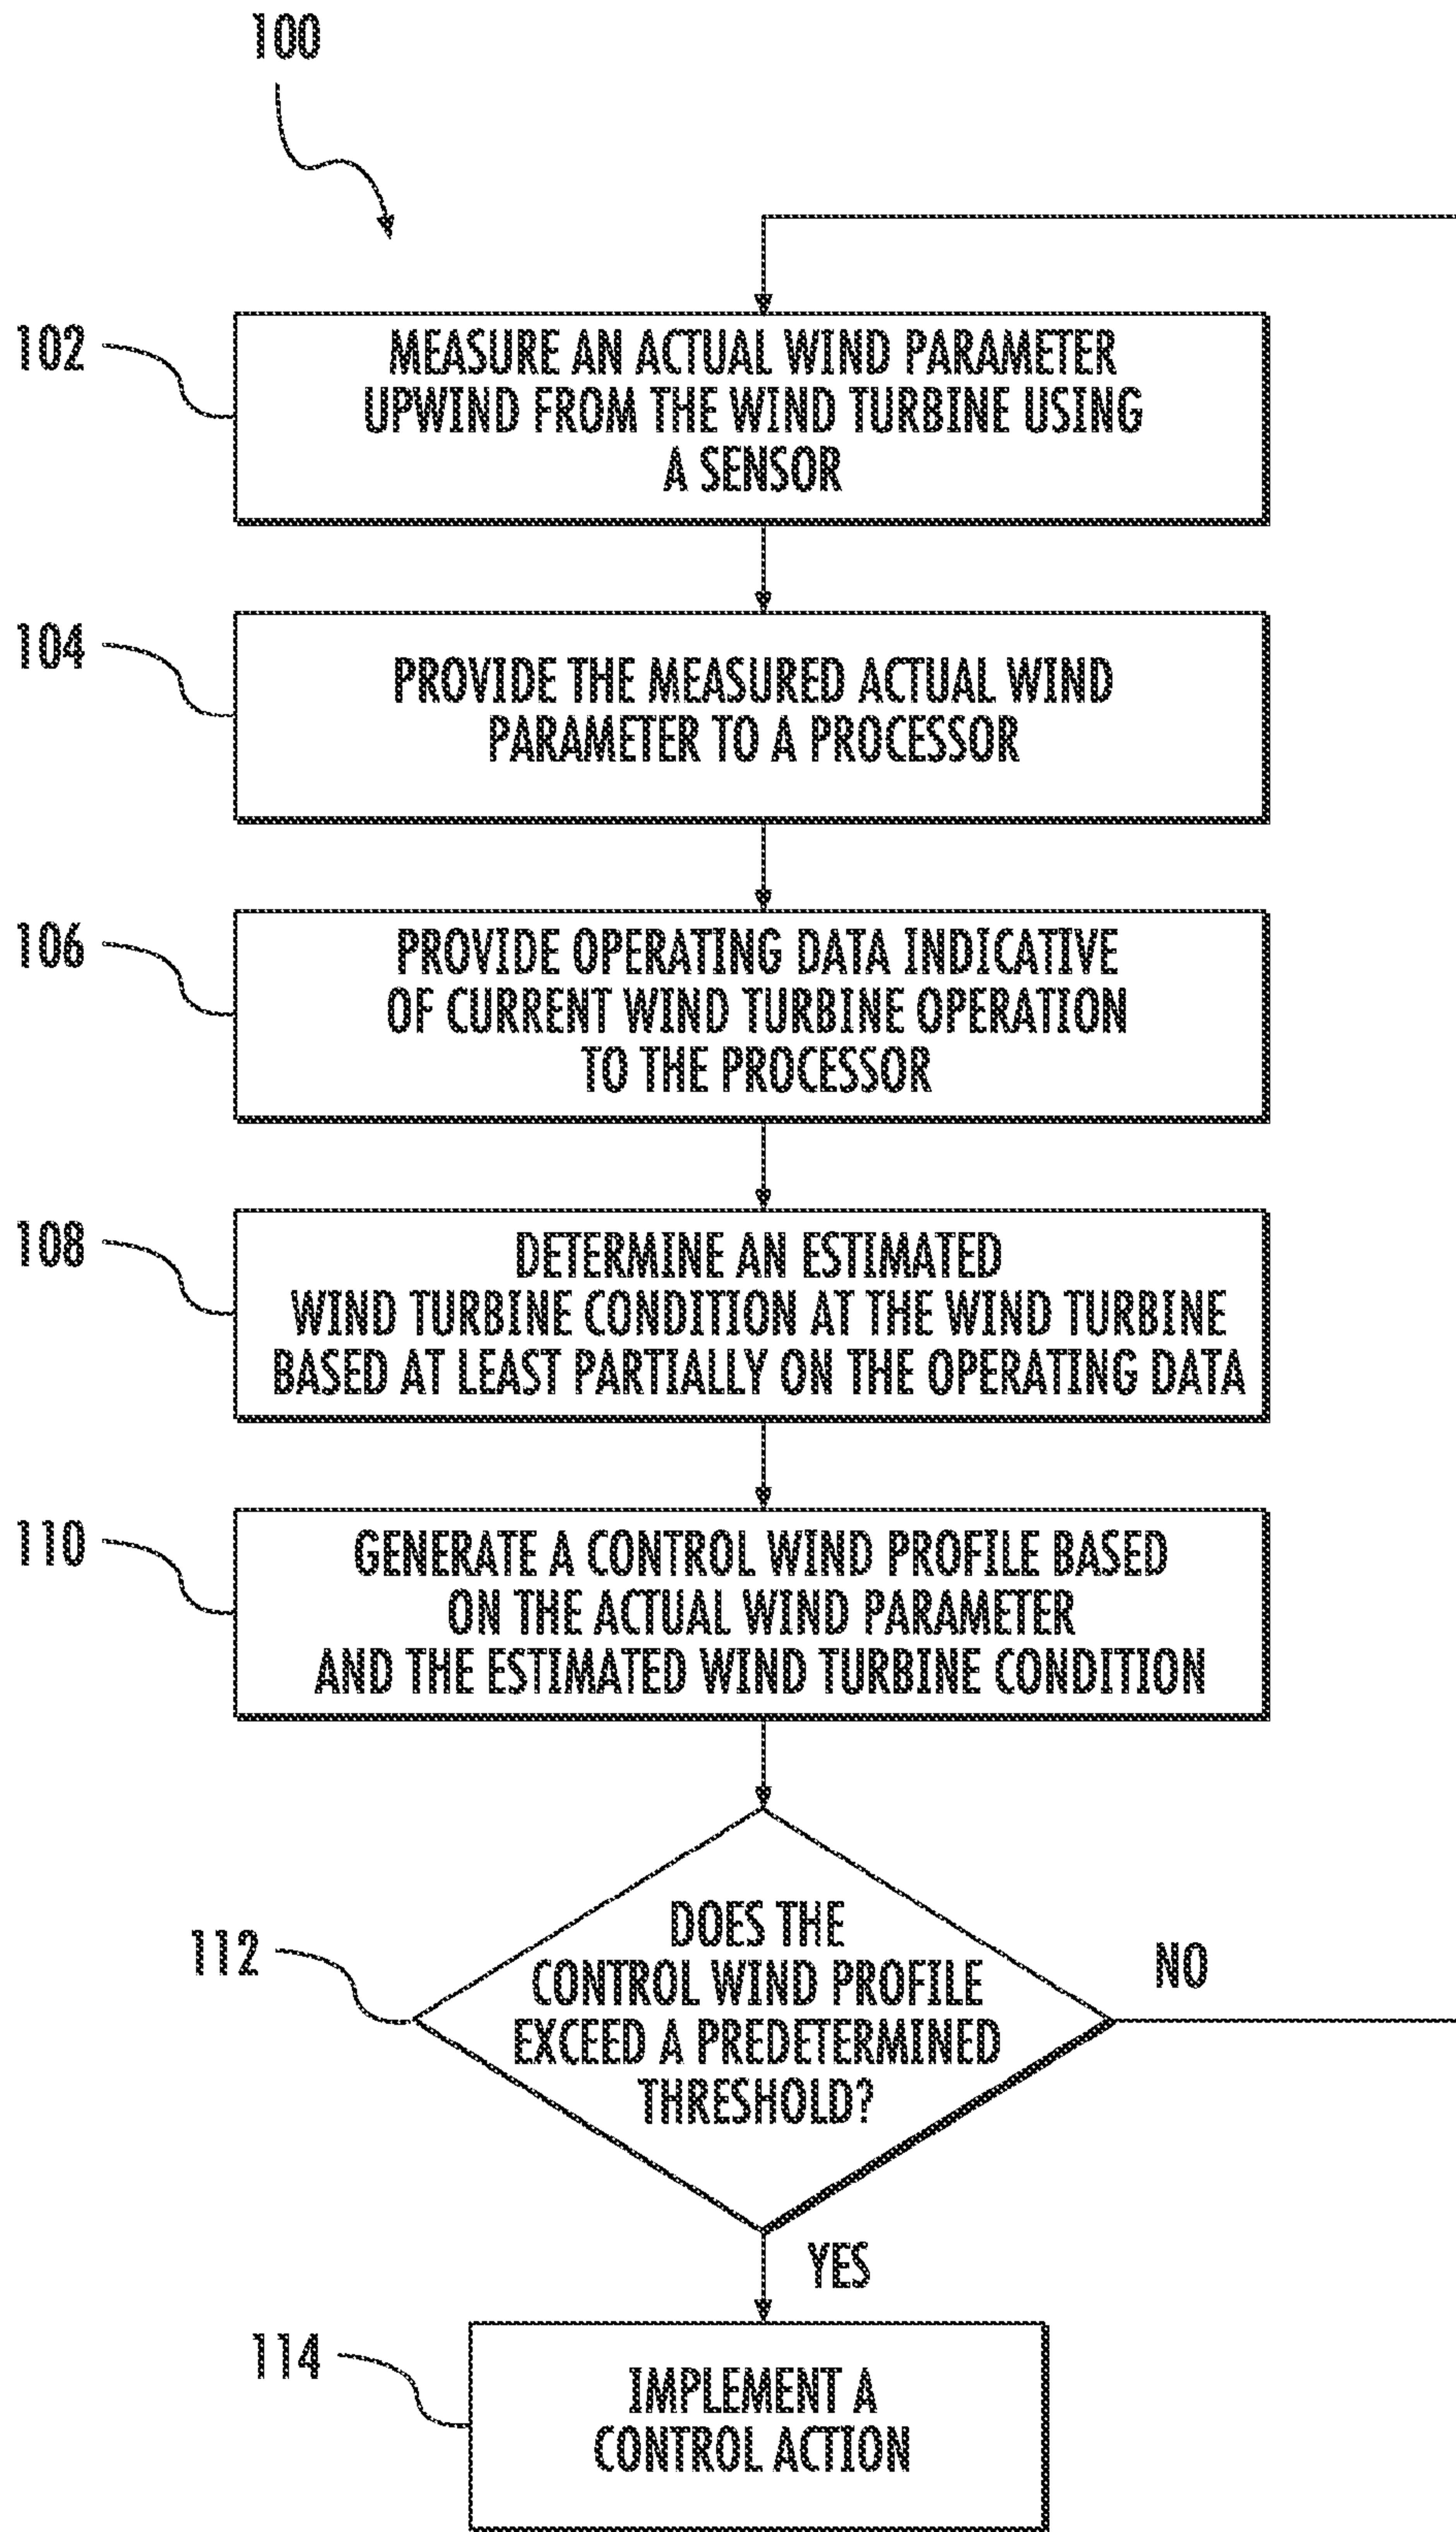 100
102
MEASURE AN ACTUAL WIND PARAMETER
UPWIND FROM THE WIND TURBINE USING
A SENSOR
104
PROVIDE THE MEASURED ACTUAL WIND
PARAMETER TO A PROCESSOR
106
PROVIDE OPERATING DATA INDICATIVE
OF CURRENT WIND TURBINE OPERATION
TO THE PROCESSOR
108
DETERMINE AN ESTIMATED
WIND TURBINE CONDITION AT THE WIND TURBINE
BASED AT LEAST PARTIALLY ON THE OPERATING DATA
110
GENERATE A CONTROL WIND PROFILE BASED
ON THE ACTUAL WIND PARAMETER
AND THE ESTIMATED WIND TURBINE CONDITION
112
DOES THE
CONTROL WIND PROFILE
EXCEED A PREDETERMINED
THRESHOLD?
NO
YES
114
IMPLEMENT A
CONTROL ACTION